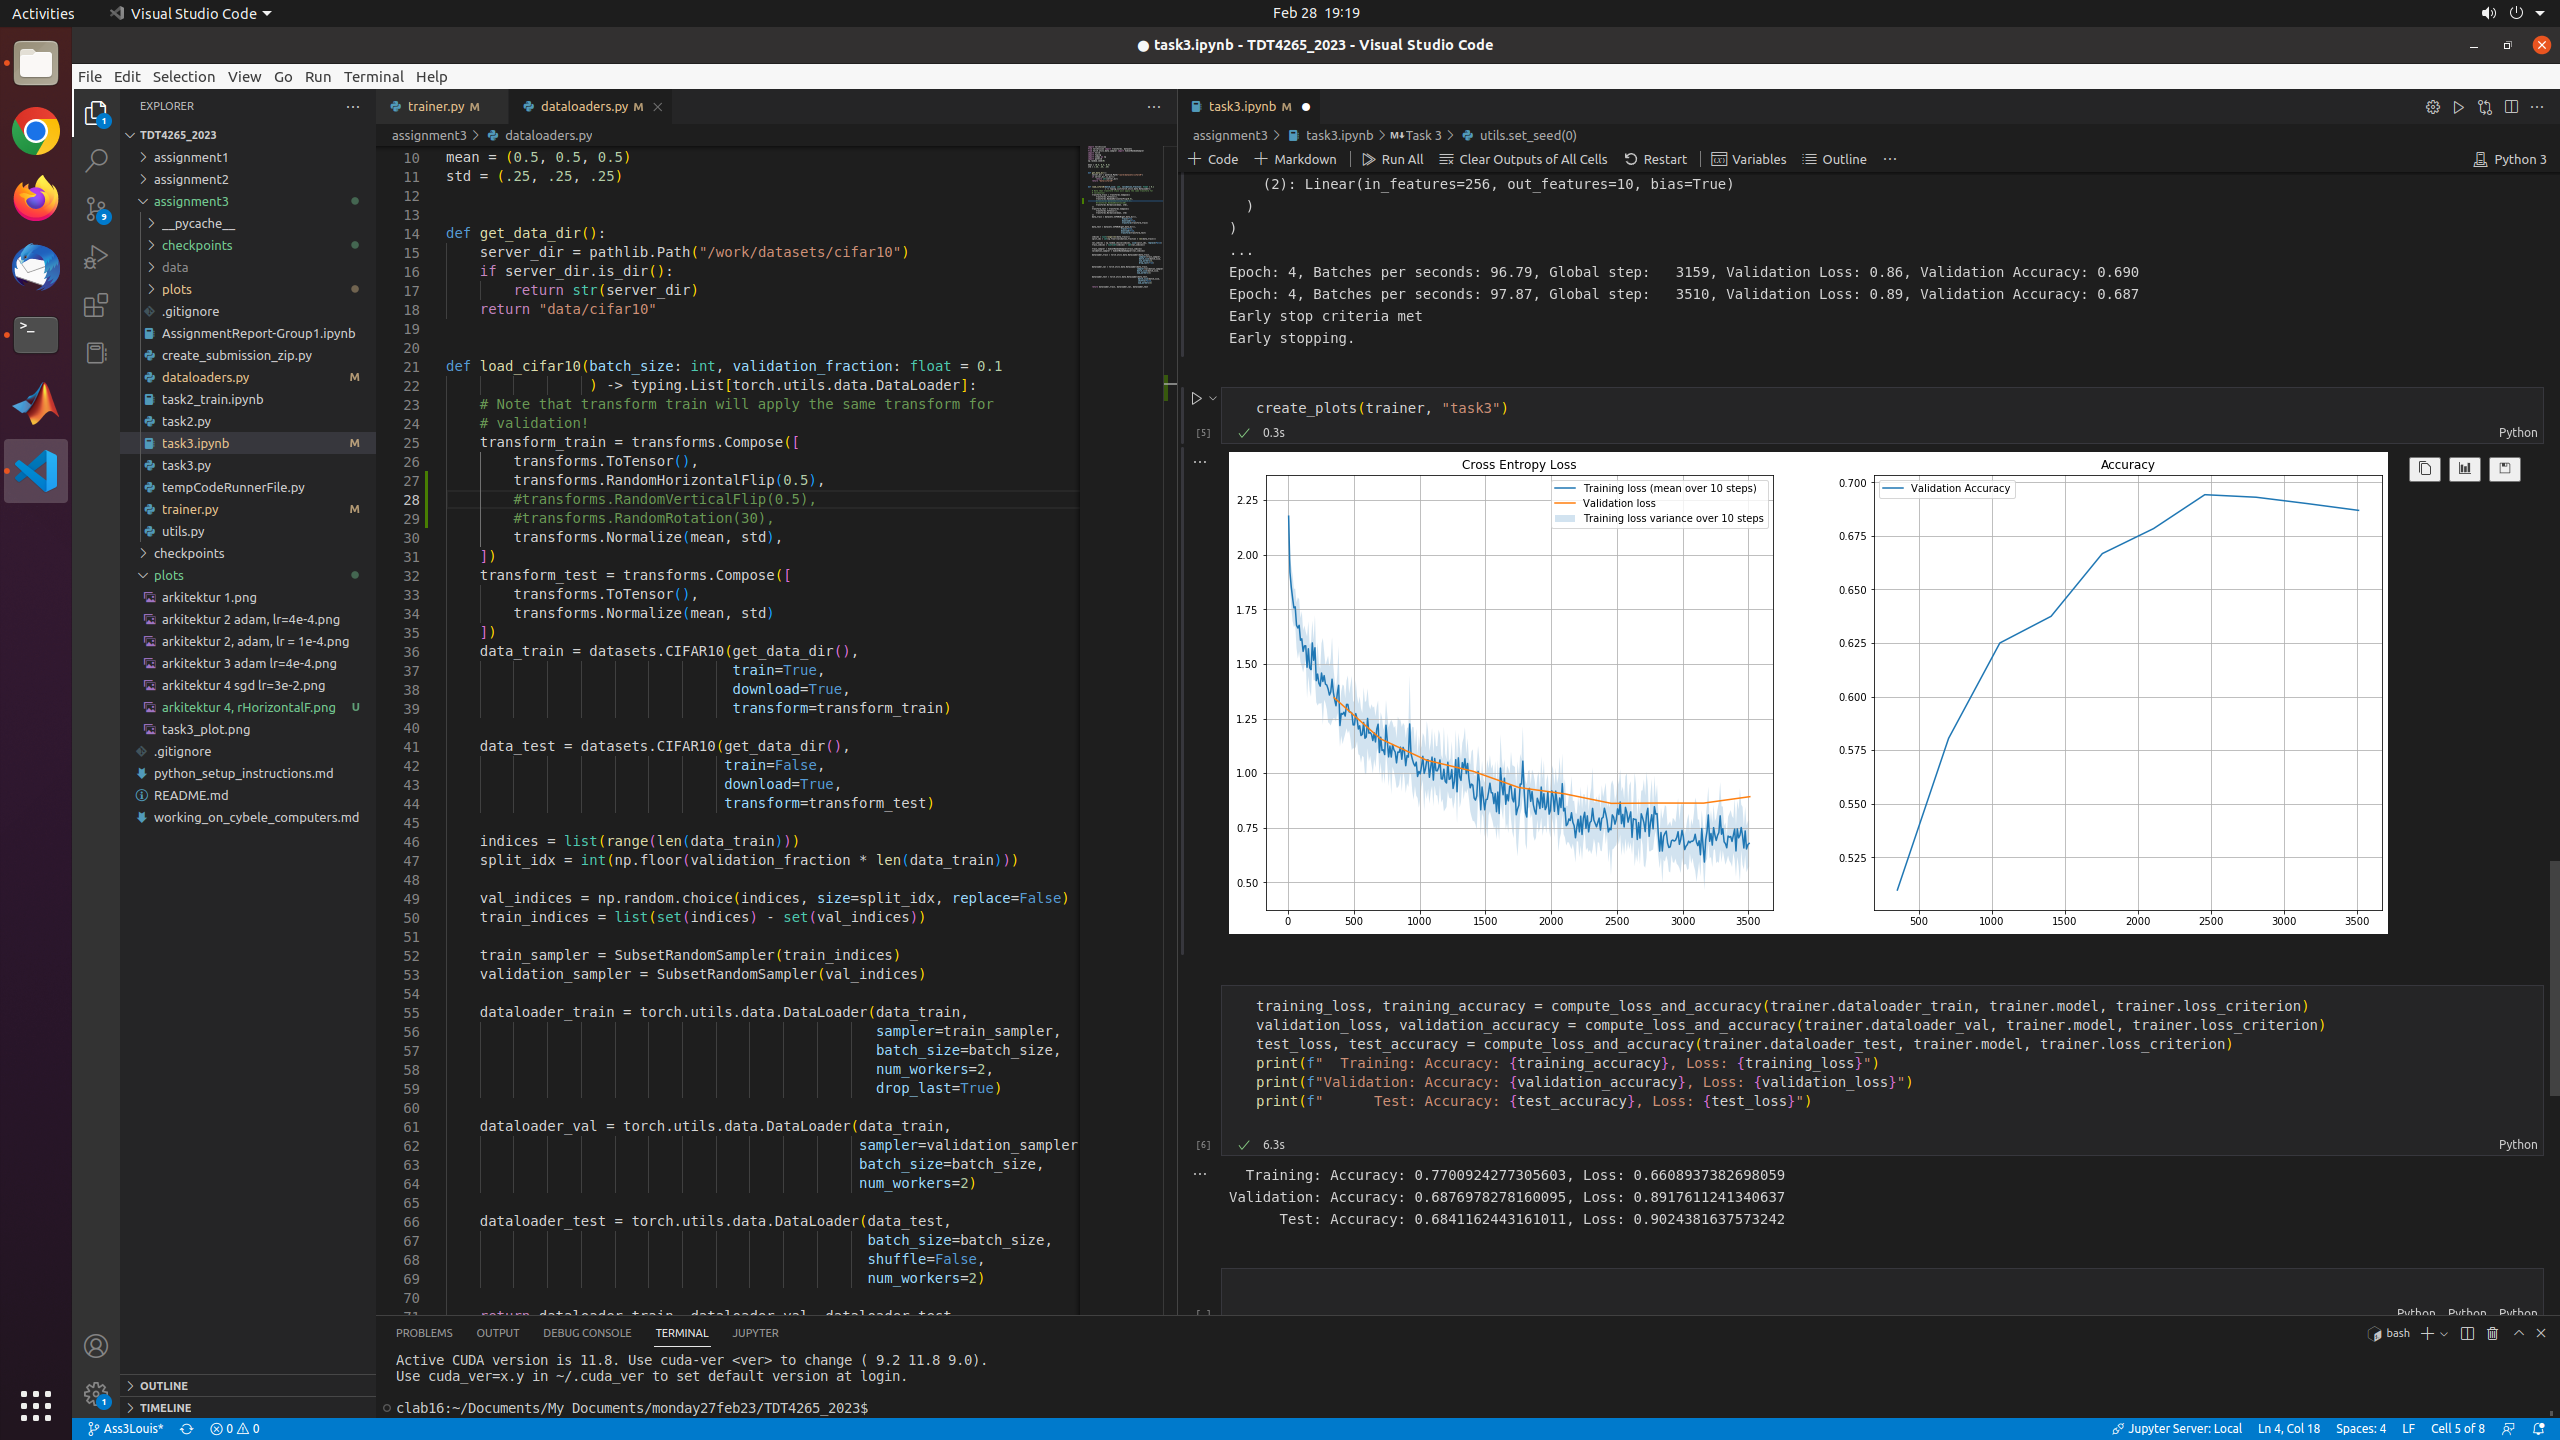 Activities
Visual Studio Code
Feb 28 19:19
task3.ipynb - TDT4265_2023 - Visual Studio Code
File Edit Selection View Go Run Terminal Help
EXPLORER
TDT4265_2023
assignment1
assignment2
assignment3
__pycache__
checkpoints
data
plots
.gitignore
AssignmentReport-Group1.ipynb
create_submission_zip.py
dataloaders.py M
task2_train.ipynb
task2.py
task3.ipynb M
task3.py
tempCodeRunnerFile.py
trainer.py M
utils.py
checkpoints
plots
arkitektur 1.png
arkitektur 2 adam, lr=4e-4.png
arkitektur 2, adam, lr = 1e-4.png
arkitektur 3 adam lr=4e-4.png
arkitektur 4 sgd lr=3e-2.png
arkitektur 4, rHorizontalF.png U
task3_plot.png
.gitignore
python_setup_instructions.md
README.md
working_on_cybele_computers.md
OUTLINE
TIMELINE
trainer.py M
dataloaders.py M
assignment3 > dataloaders.py
10 mean = (0.5, 0.5, 0.5)
11 std = (.25, .25, .25)
12
13
14 def get_data_dir():
15 server_dir = pathlib.Path("/work/datasets/cifar10")
16 if server_dir.is_dir():
17 return str(server_dir)
18 return "data/cifar10"
19
20
21 def load_cifar10(batch_size: int, validation_fraction: float = 0.1
22 ) -> typing.List[torch.utils.data.DataLoader]:
23 # Note that transform train will apply the same transform for
24 # validation!
25 transform_train = transforms.Compose([
26 transforms.ToTensor(),
27 transforms.RandomHorizontalFlip(0.5),
28 #transforms.RandomVerticalFlip(0.5),
29 #transforms.RandomRotation(30),
30 transforms.Normalize(mean, std),
31 ])
32 transform_test = transforms.Compose([
33 transforms.ToTensor(),
34 transforms.Normalize(mean, std)
35 ])
36 data_train = datasets.CIFAR10(get_data_dir(),
37 train=True,
38 download=True,
39 transform=transform_train)
40
41 data_test = datasets.CIFAR10(get_data_dir(),
42 train=False,
43 download=True,
44 transform=transform_test)
45
46 indices = list(range(len(data_train)))
47 split_idx = int(np.floor(validation_fraction * len(data_train)))
48
49 val_indices = np.random.choice(indices, size=split_idx, replace=False)
50 train_indices = list(set(indices) - set(val_indices))
51
52 train_sampler = SubsetRandomSampler(train_indices)
53 validation_sampler = SubsetRandomSampler(val_indices)
54
55 dataloader_train = torch.utils.data.DataLoader(data_train,
56 sampler=train_sampler,
57 batch_size=batch_size,
58 num_workers=2,
59 drop_last=True)
60
61 dataloader_val = torch.utils.data.DataLoader(data_train,
62 sampler=validation_sampler
63 batch_size=batch_size,
64 num_workers=2)
65
66 dataloader_test = torch.utils.data.DataLoader(data_test,
67 batch_size=batch_size,
68 shuffle=False,
69 num_workers=2)
70
71 return dataloader_train, dataloader_val, dataloader_test
task3.ipynb M
assignment3 > task3.ipynb > M↓Task 3 > utils.set_seed(0)
+ Code + Markdown Run All Clear Outputs of All Cells Restart Variables Outline ... Python 3
(2): Linear(in_features=256, out_features=10, bias=True)
)
)
...
Epoch: 4, Batches per seconds: 96.79, Global step: 3159, Validation Loss: 0.86, Validation Accuracy: 0.690
Epoch: 4, Batches per seconds: 97.87, Global step: 3510, Validation Loss: 0.89, Validation Accuracy: 0.687
Early stop criteria met
Early stopping.
create_plots(trainer, "task3")
[5] 0.3s Python
Cross Entropy Loss
Training loss (mean over 10 steps)
Validation loss
Training loss variance over 10 steps
2.25
2.00
1.75
1.50
1.25
1.00
0.75
0.50
0 500 1000 1500 2000 2500 3000 3500
Accuracy
Validation Accuracy
0.700
0.675
0.650
0.625
0.600
0.575
0.550
0.525
500 1000 1500 2000 2500 3000 3500
training_loss, training_accuracy = compute_loss_and_accuracy(trainer.dataloader_train, trainer.model, trainer.loss_criterion)
validation_loss, validation_accuracy = compute_loss_and_accuracy(trainer.dataloader_val, trainer.model, trainer.loss_criterion)
test_loss, test_accuracy = compute_loss_and_accuracy(trainer.dataloader_test, trainer.model, trainer.loss_criterion)
print(f"  Training: Accuracy: {training_accuracy}, Loss: {training_loss}")
print(f"Validation: Accuracy: {validation_accuracy}, Loss: {validation_loss}")
print(f"      Test: Accuracy: {test_accuracy}, Loss: {test_loss}")
[6] 6.3s Python
Training: Accuracy: 0.7700924277305603, Loss: 0.6608937382698059
Validation: Accuracy: 0.6876978278160095, Loss: 0.8917611241340637
Test: Accuracy: 0.6841162443161011, Loss: 0.9024381637573242
Python Python Python
PROBLEMS OUTPUT DEBUG CONSOLE TERMINAL JUPYTER
bash
Active CUDA version is 11.8. Use cuda-ver <ver> to change ( 9.2 11.8 9.0).
Use cuda_ver=x.y in ~/.cuda_ver to set default version at login.
clab16:~/Documents/My Documents/monday27feb23/TDT4265_2023$
Ass3Louis* 0 0
Jupyter Server: Local Ln 4, Col 18 Spaces: 4 LF Cell 5 of 8